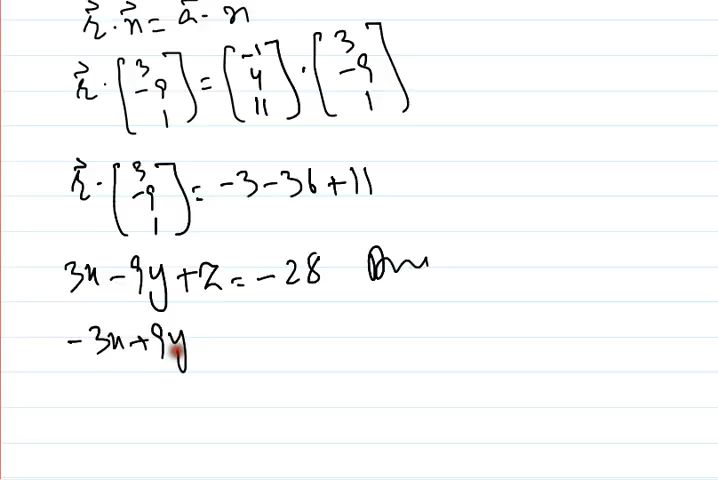 r⃗ · n⃗ = a⃗ · n
r⃗ · [3 -9 1] = [-1 4 11] · [3 -9 1]
r⃗ · [3 -9 1] = -3 - 36 + 11
3x - 9y + z = -28 Ans
-3x + 9y